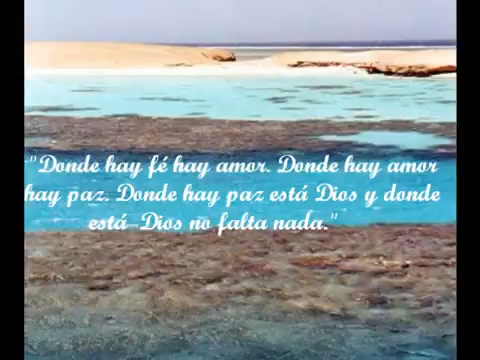 "Donde hay fé hay amor. Donde hay amor
hay paz. Donde hay paz está Dios y donde
está Dios no falta nada."